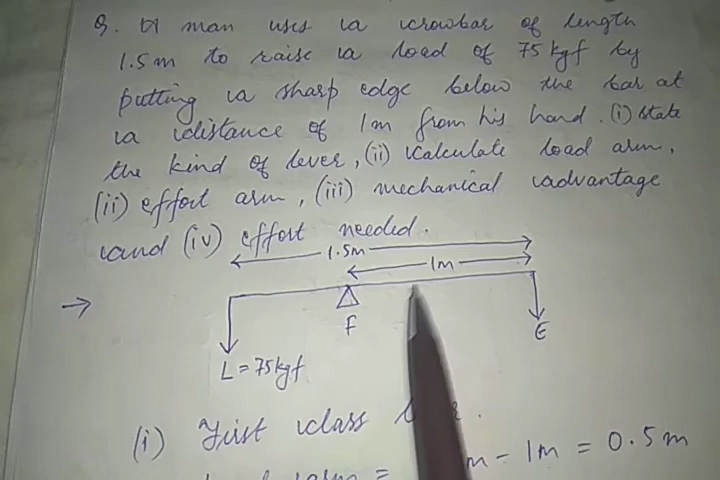 Q. A man uses a crowbar of length
1.5m to raise a load of 75 kgf by
putting a sharp edge below the bar at
a distance of 1m from his hand. (i) state
the kind of lever, (ii) calculate load arm,
(ii) effort arm, (iii) mechanical advantage
and (iv) effort needed.
1.5m
1m
F
E
L = 75kgf
(i) First class
m - 1m = 0.5m